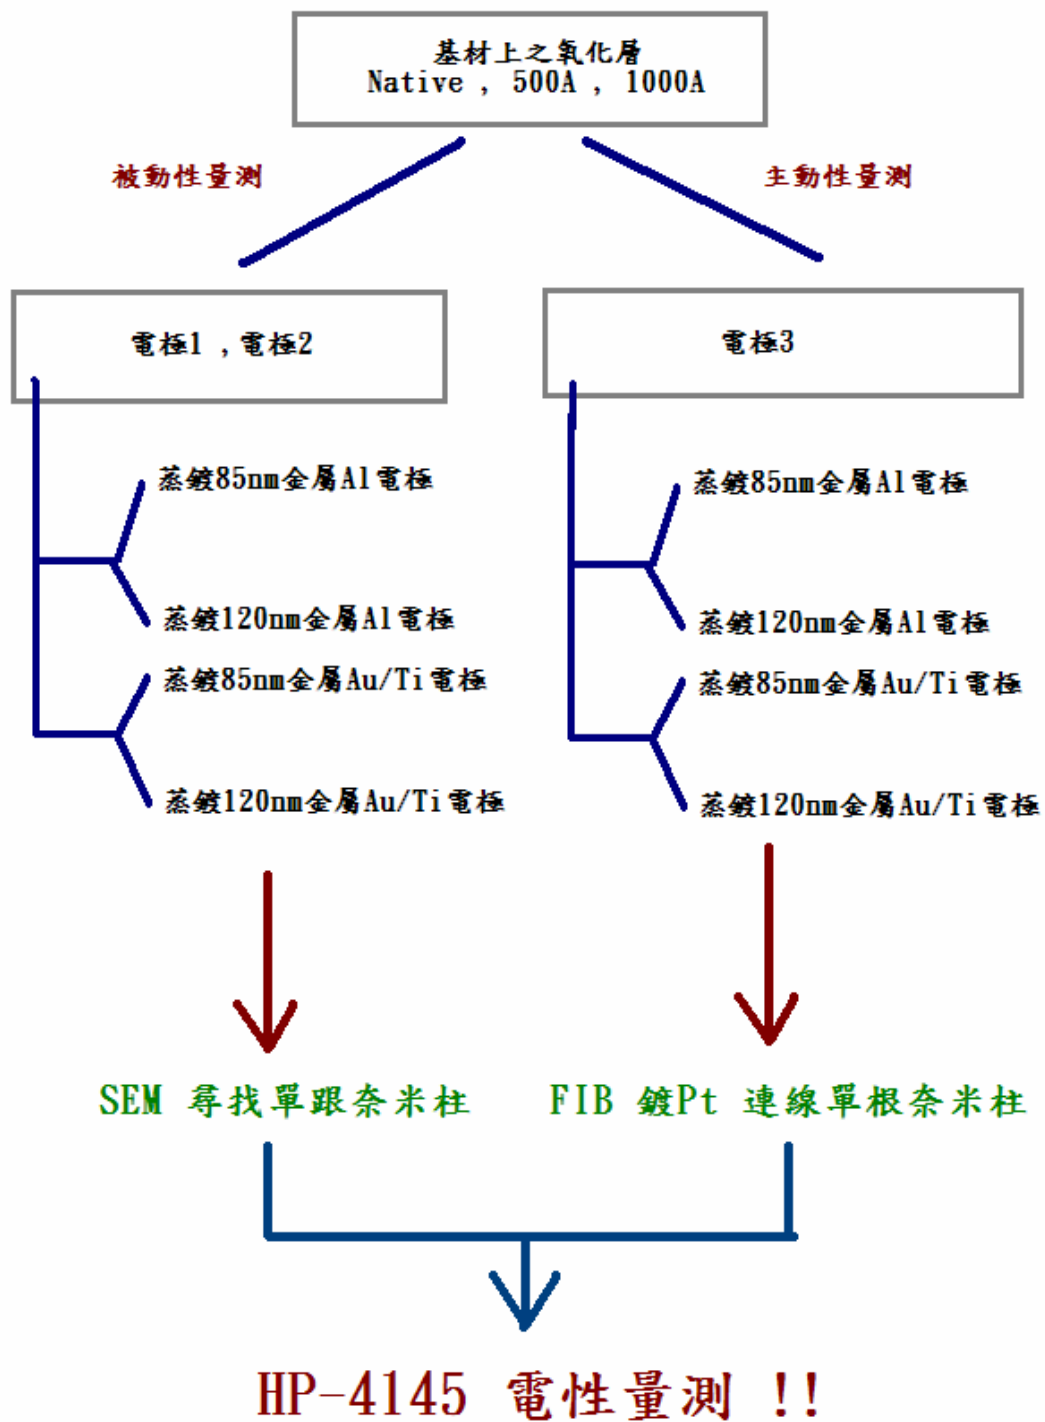 基材上之氧化層
Native , 500A , 1000A
被動性量測
主動性量測
電極1 ,電極2
電極3
蒸鍍85nm金屬Al電極
蒸鍍120nm金屬Al電極
蒸鍍85nm金屬Au/Ti電極
蒸鍍120nm金屬Au/Ti電極
蒸鍍85nm金屬Al電極
蒸鍍120nm金屬Al電極
蒸鍍85nm金屬Au/Ti電極
蒸鍍120nm金屬Au/Ti電極
SEM 尋找單跟奈米柱
FIB 鍍Pt 連線單根奈米柱
HP-4145 電性量測 !!